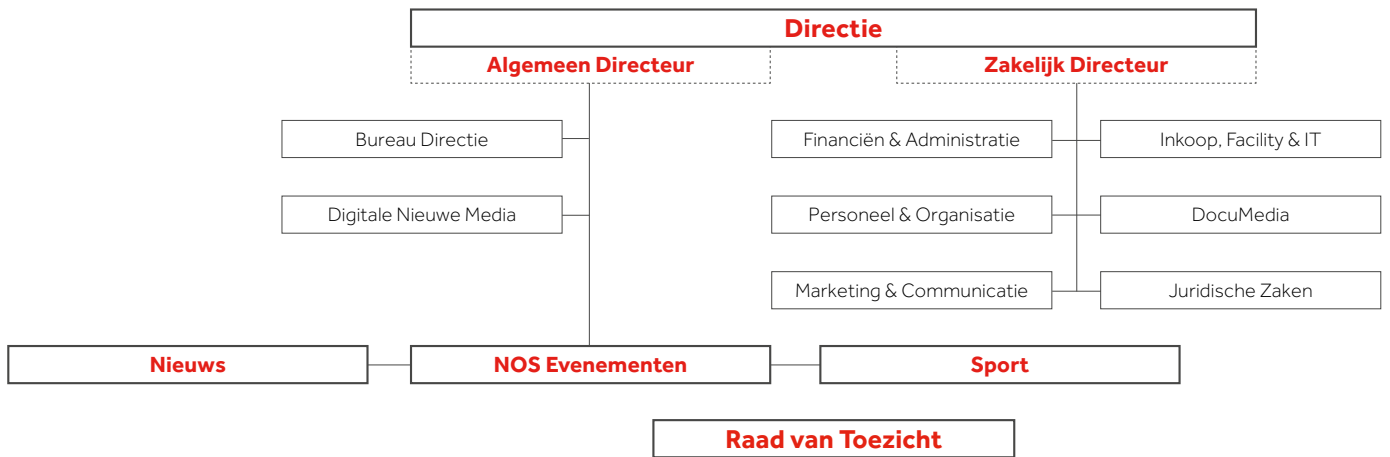 Directie
Algemeen Directeur
Zakelijk Directeur
Bureau Directie
Financiën & Administratie
Inkoop, Facility & IT
Digitale Nieuwe Media
Personeel & Organisatie
DocuMedia
Marketing & Communicatie
Juridische Zaken
Nieuws
NOS Evenementen
Sport
Raad van Toezicht